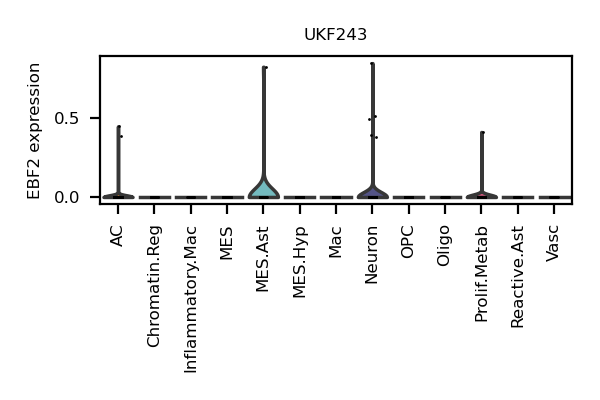 UKF243
EBF2 expression
0.5
0.0
AC
Chromatin.Reg
Inflammatory.Mac
MES
MES.Ast
MES.Hyp
Mac
Neuron
OPC
Oligo
Prolif.Metab
Reactive.Ast
Vasc